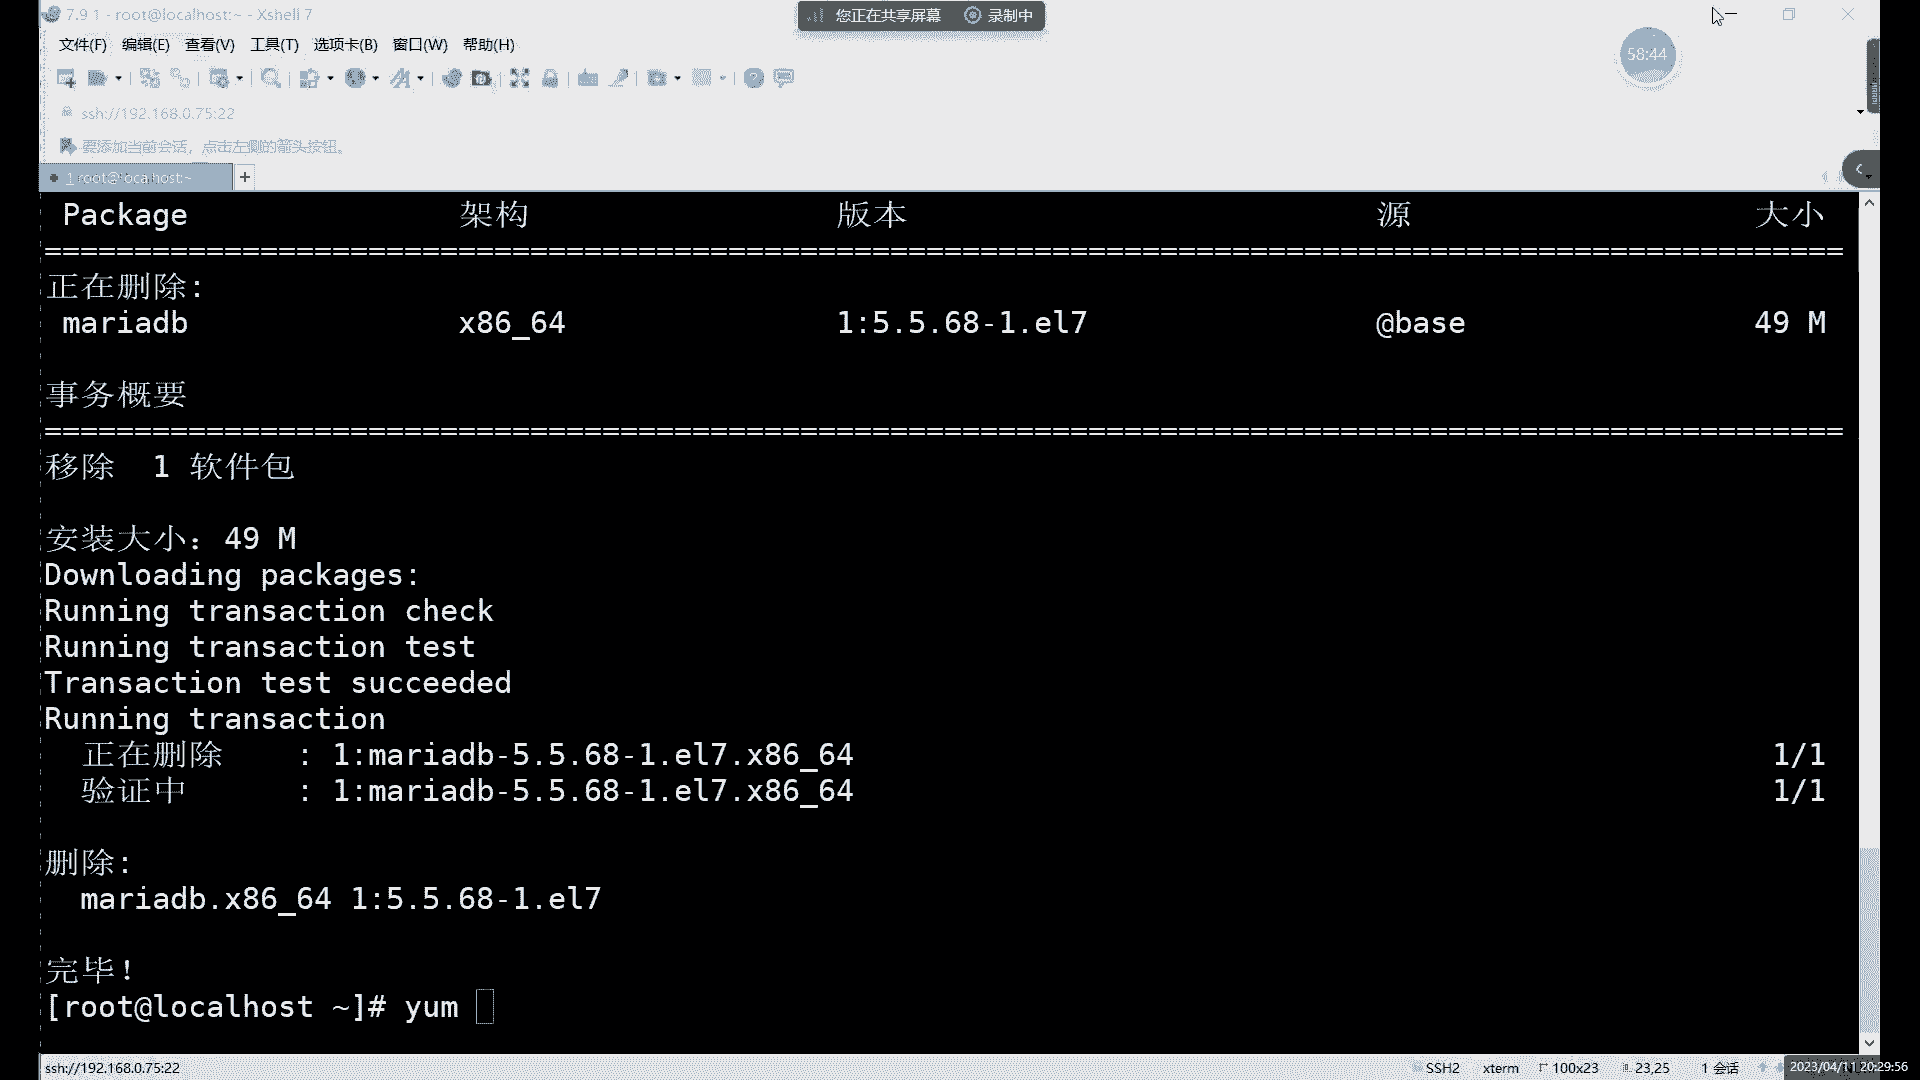 7.9 1 - root@localhost:~ - Xshell 7
您正在共享屏幕 录制中
文件(F) 编辑(E) 查看(V) 工具(T) 选项卡(B) 窗口(W) 帮助(H)
58:44
ssh://192.168.0.75:22
要添加当前会话，点击左侧的箭头按钮。
1 root@localhost:~ +
Package 架构 版本 源 大小
====================================================================================================
正在删除:
mariadb x86_64 1:5.5.68-1.el7 @base 49 M
事务概要
====================================================================================================
移除 1 软件包
安装大小：49 M
Downloading packages:
Running transaction check
Running transaction test
Transaction test succeeded
Running transaction
正在删除 : 1:mariadb-5.5.68-1.el7.x86_64 1/1
验证中 : 1:mariadb-5.5.68-1.el7.x86_64 1/1
删除:
mariadb.x86_64 1:5.5.68-1.el7
完毕！
[root@localhost ~]# yum
ssh://192.168.0.75:22 SSH2 xterm 100x23 23,25 1 会话 2023/04/11 20:29:56